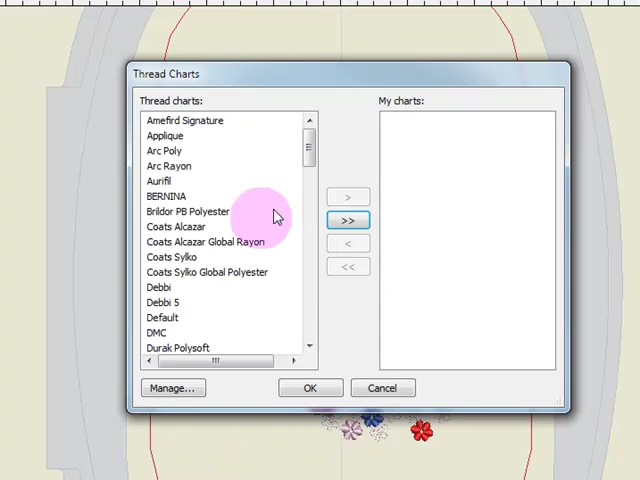 Thread Charts
Thread charts:
My charts:
Amefird Signature
Applique
Arc Poly
Arc Rayon
Aurifil
BERNINA
Brildor PB Polyester
Coats Alcazar
Coats Alcazar Global Rayon
Coats Sylko
Coats Sylko Global Polyester
Debbi
Debbi 5
Default
DMC
Durak Polysoft
>
>>
<
<<
Manage...
OK
Cancel